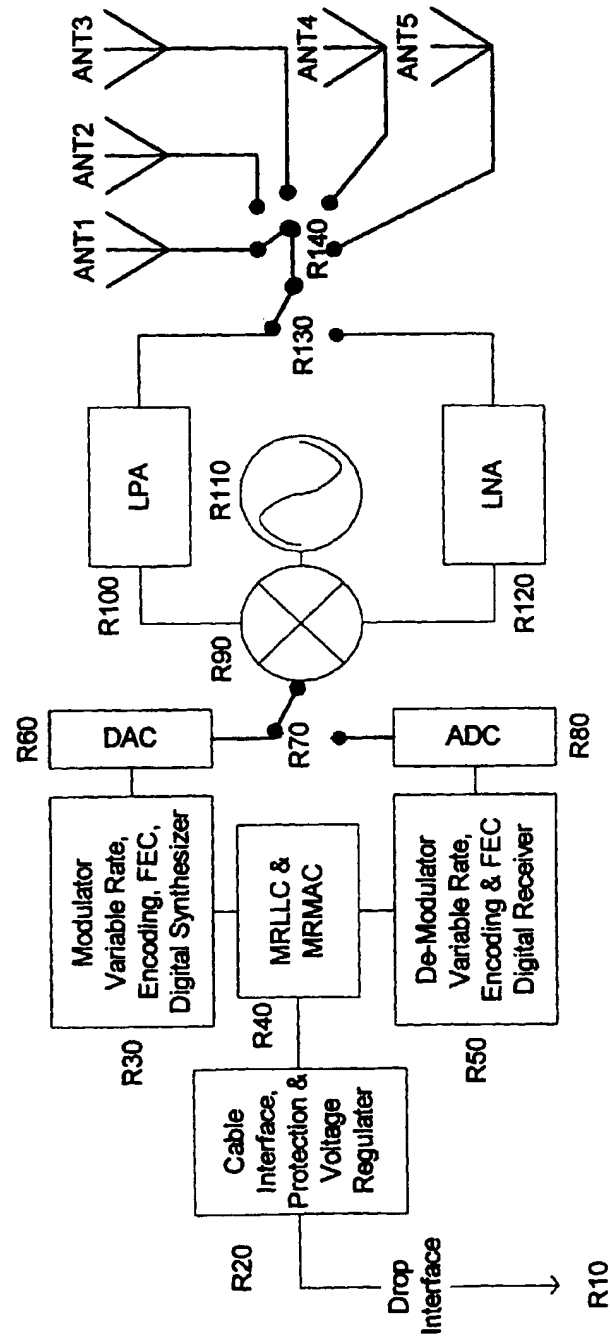 R10
Drop
Interface
R20
Cable
Interface,
Protection &
Voltage
Regulater
R30
Modulator
Variable Rate,
Encoding, FEC,
Digital Synthesizer
R40
MRLLC &
MRMAC
R50
De-Modulator
Variable Rate,
Encoding & FEC
Digital Receiver
R60
DAC
R70
ADC
R80
R90
R100
LPA
R110
LNA
R120
R130
R140
ANT1
ANT2
ANT3
ANT4
ANT5